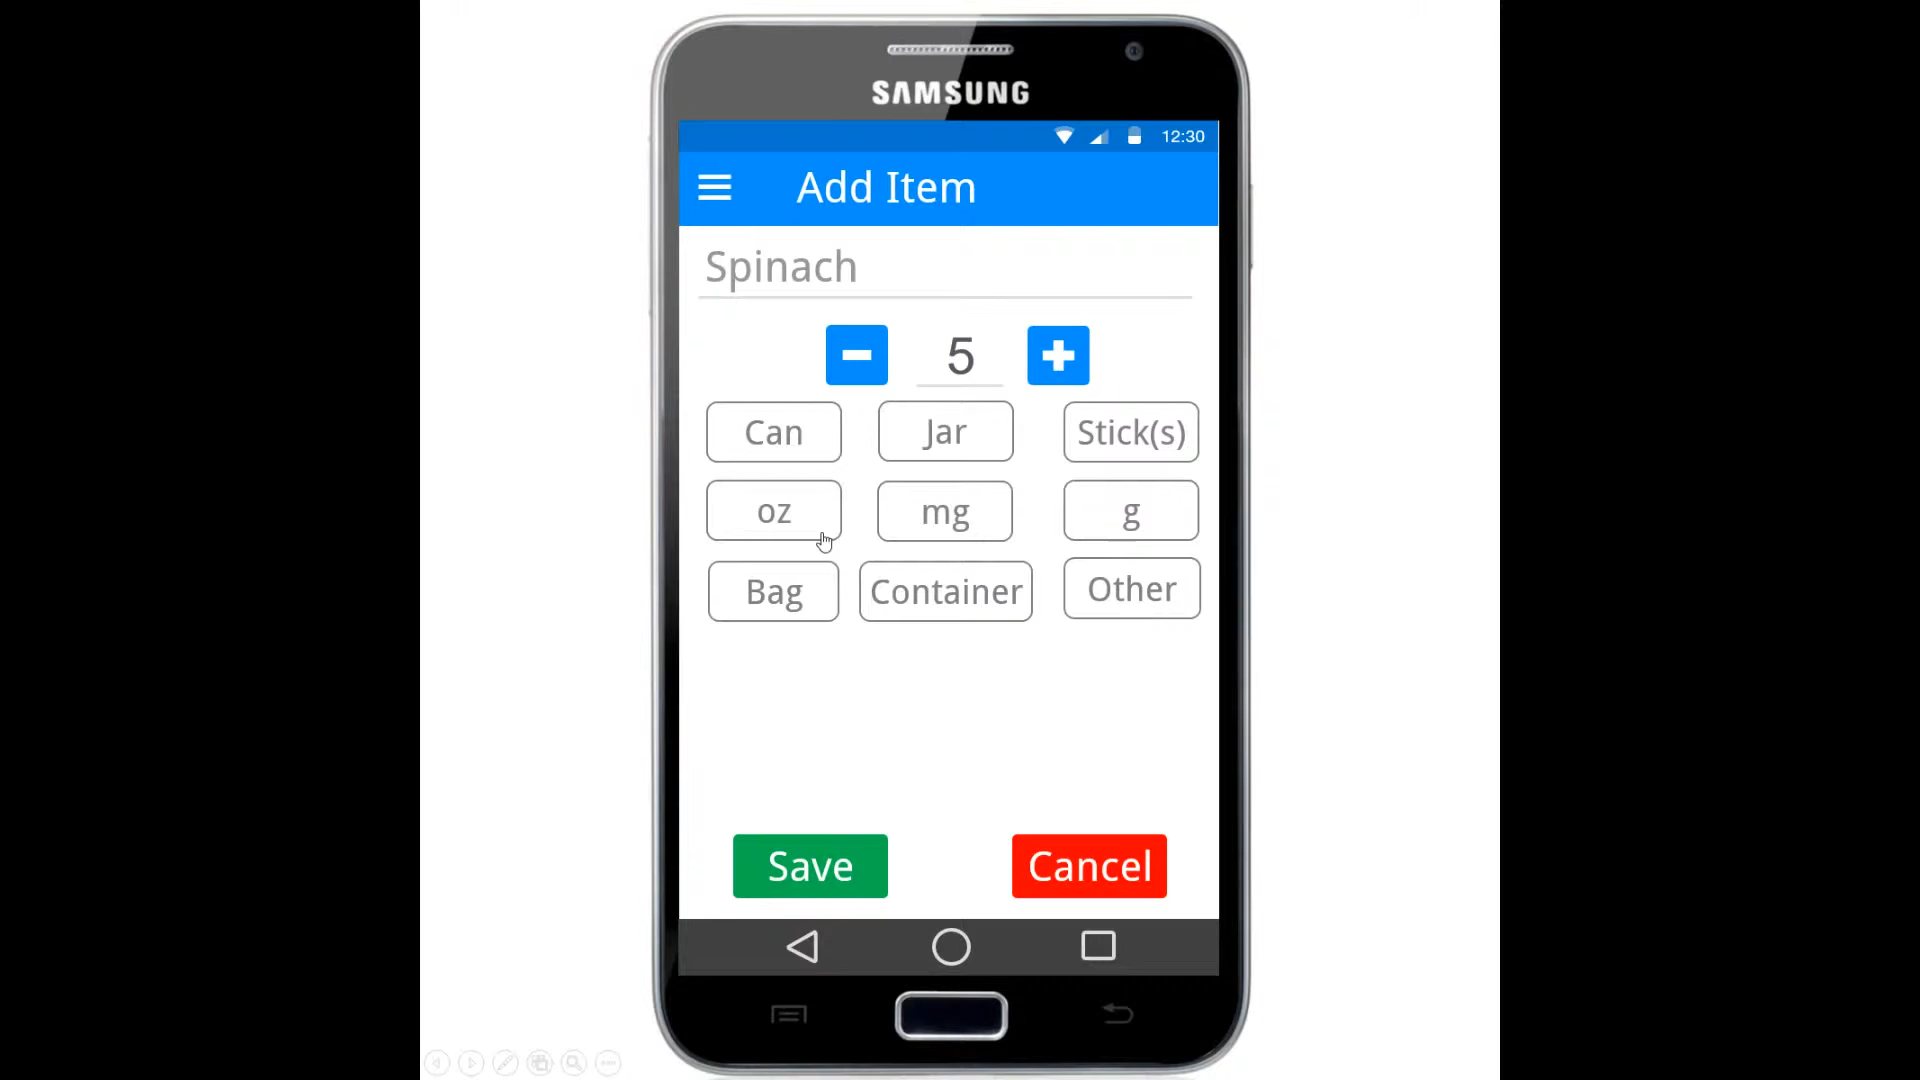 SAMSUNG
12:30
Add Item
Spinach
5
Can Jar Stick(s)
oz mg g
Bag Container Other
Save Cancel